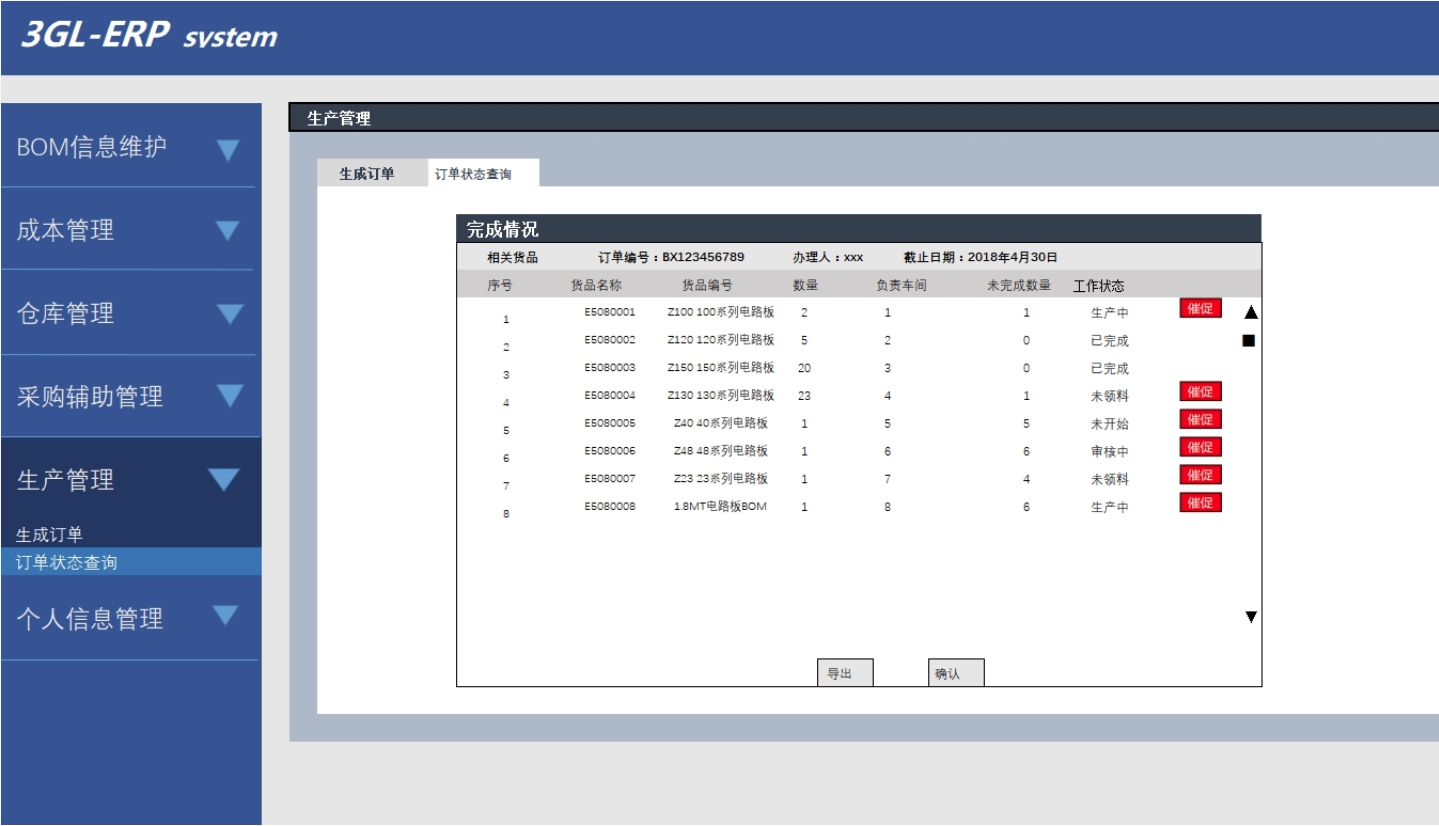 3GL-ERP system
BOM信息维护
成本管理
仓库管理
采购辅助管理
生产管理
生成订单
订单状态查询
个人信息管理
生产管理
生成订单 订单状态查询
完成情况
相关货品 订单编号：BX123456789 办理人：xxx 截止日期：2018年4月30日
序号 货品名称 货品编号 数量 负责车间 未完成数量 工作状态
1 E5080001 Z100 100系列电路板 2 1 1 生产中 催促
2 E5080002 Z120 120系列电路板 5 2 0 已完成
3 E5080003 Z150 150系列电路板 20 3 0 已完成
4 E5080004 Z130 130系列电路板 23 4 1 未领料 催促
5 E5080005 Z40 40系列电路板 1 5 5 未开始 催促
6 E5080006 Z48 48系列电路板 1 6 6 审核中 催促
7 E5080007 Z23 23系列电路板 1 7 4 未领料 催促
8 E5080008 1.8MT电路板BOM 1 8 6 生产中 催促
导出 确认